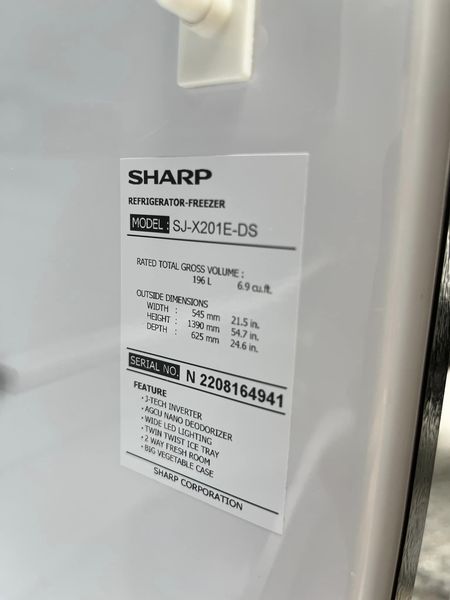 SHARP
REFRIGERATOR-FREEZER
MODEL : SJ-X201E-DS
RATED TOTAL GROSS VOLUME :
196 L 6.9 cu.ft.
OUTSIDE DIMENSIONS
WIDTH : 545 mm 21.5 in.
HEIGHT : 1390 mm 54.7 in.
DEPTH : 625 mm 24.6 in.
SERIAL NO. N 2208164941
FEATURE
• J-TECH INVERTER
• AGCU NANO DEODORIZER
• WIDE LED LIGHTING
• TWIN TWIST ICE TRAY
• 2 WAY FRESH ROOM
• BIG VEGETABLE CASE
SHARP CORPORATION